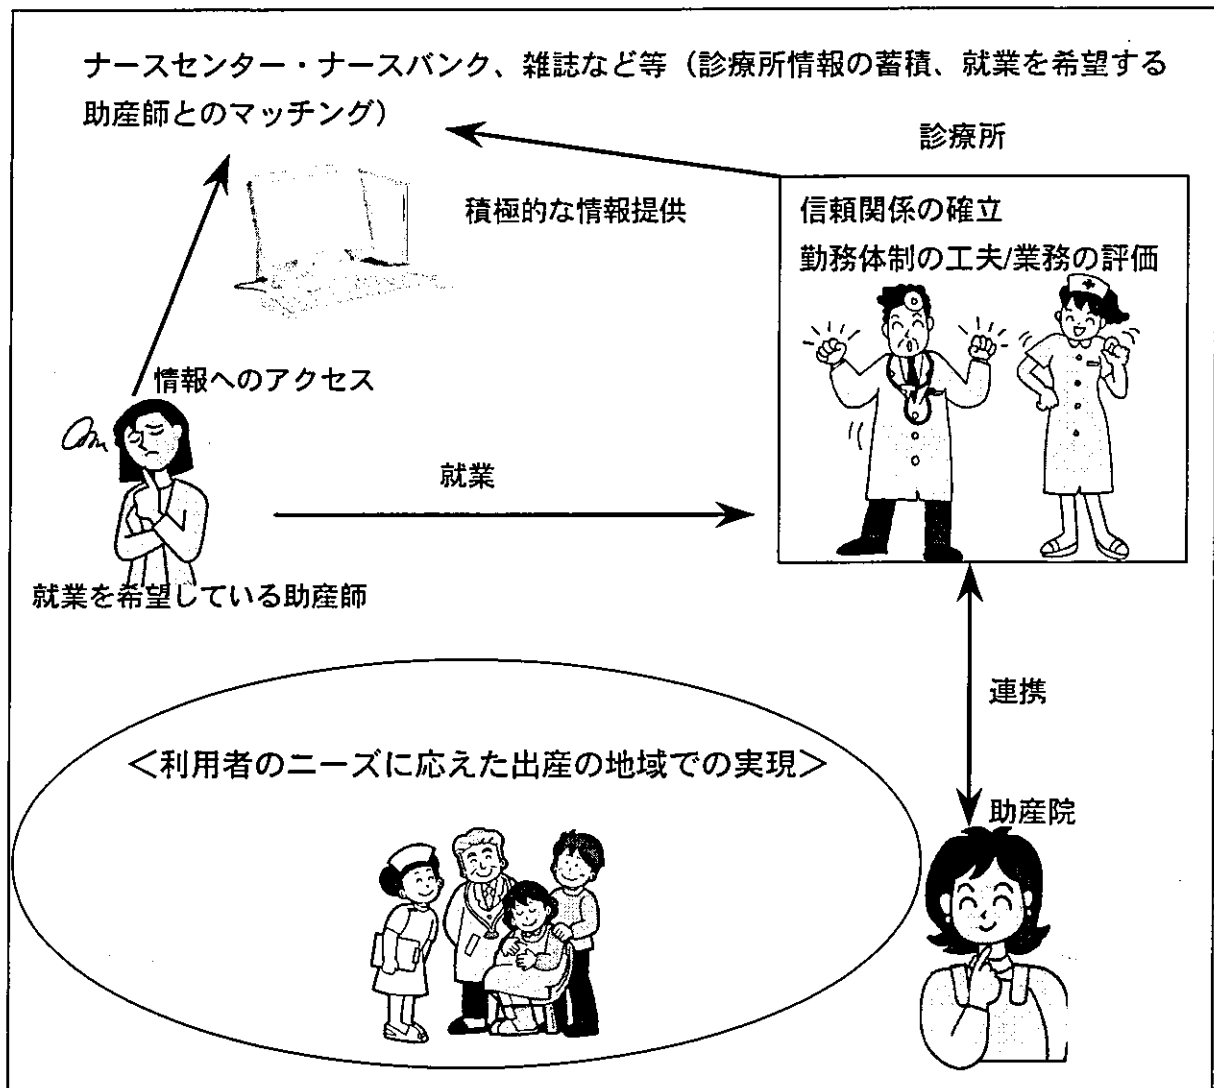 ナースセンター・ナースバンク、雑誌など等（診療所情報の蓄積、就業を希望する
助産師とのマッチング）
診療所
積極的な情報提供
信頼関係の確立
勤務体制の工夫/業務の評価
情報へのアクセス
就業
就業を希望している助産師
連携
＜利用者のニーズに応えた出産の地域での実現＞
助産院